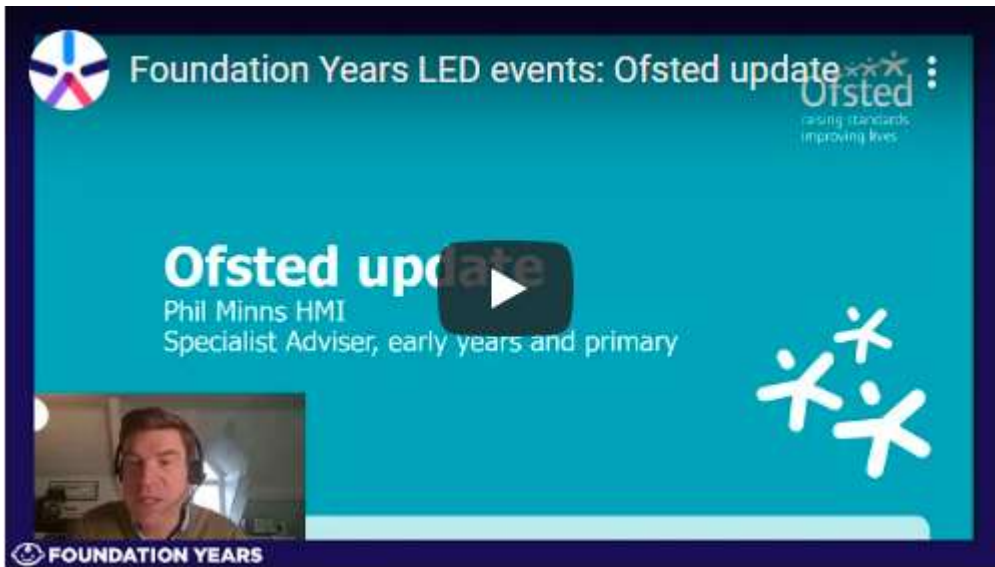 Foundation Years LED events: Ofsted update
Ofsted
raising standards
improving lives
Ofsted update
Phil Minns HMI
Specialist Adviser, early years and primary
FOUNDATION YEARS